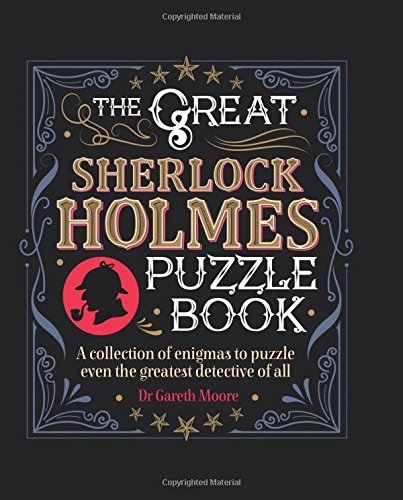 Copyrighted Material
THE GREAT
SHERLOCK
HOLMES
PUZZLE
BOOK
A collection of enigmas to puzzle
even the greatest detective of all
Dr Gareth Moore
Copyrighted Material